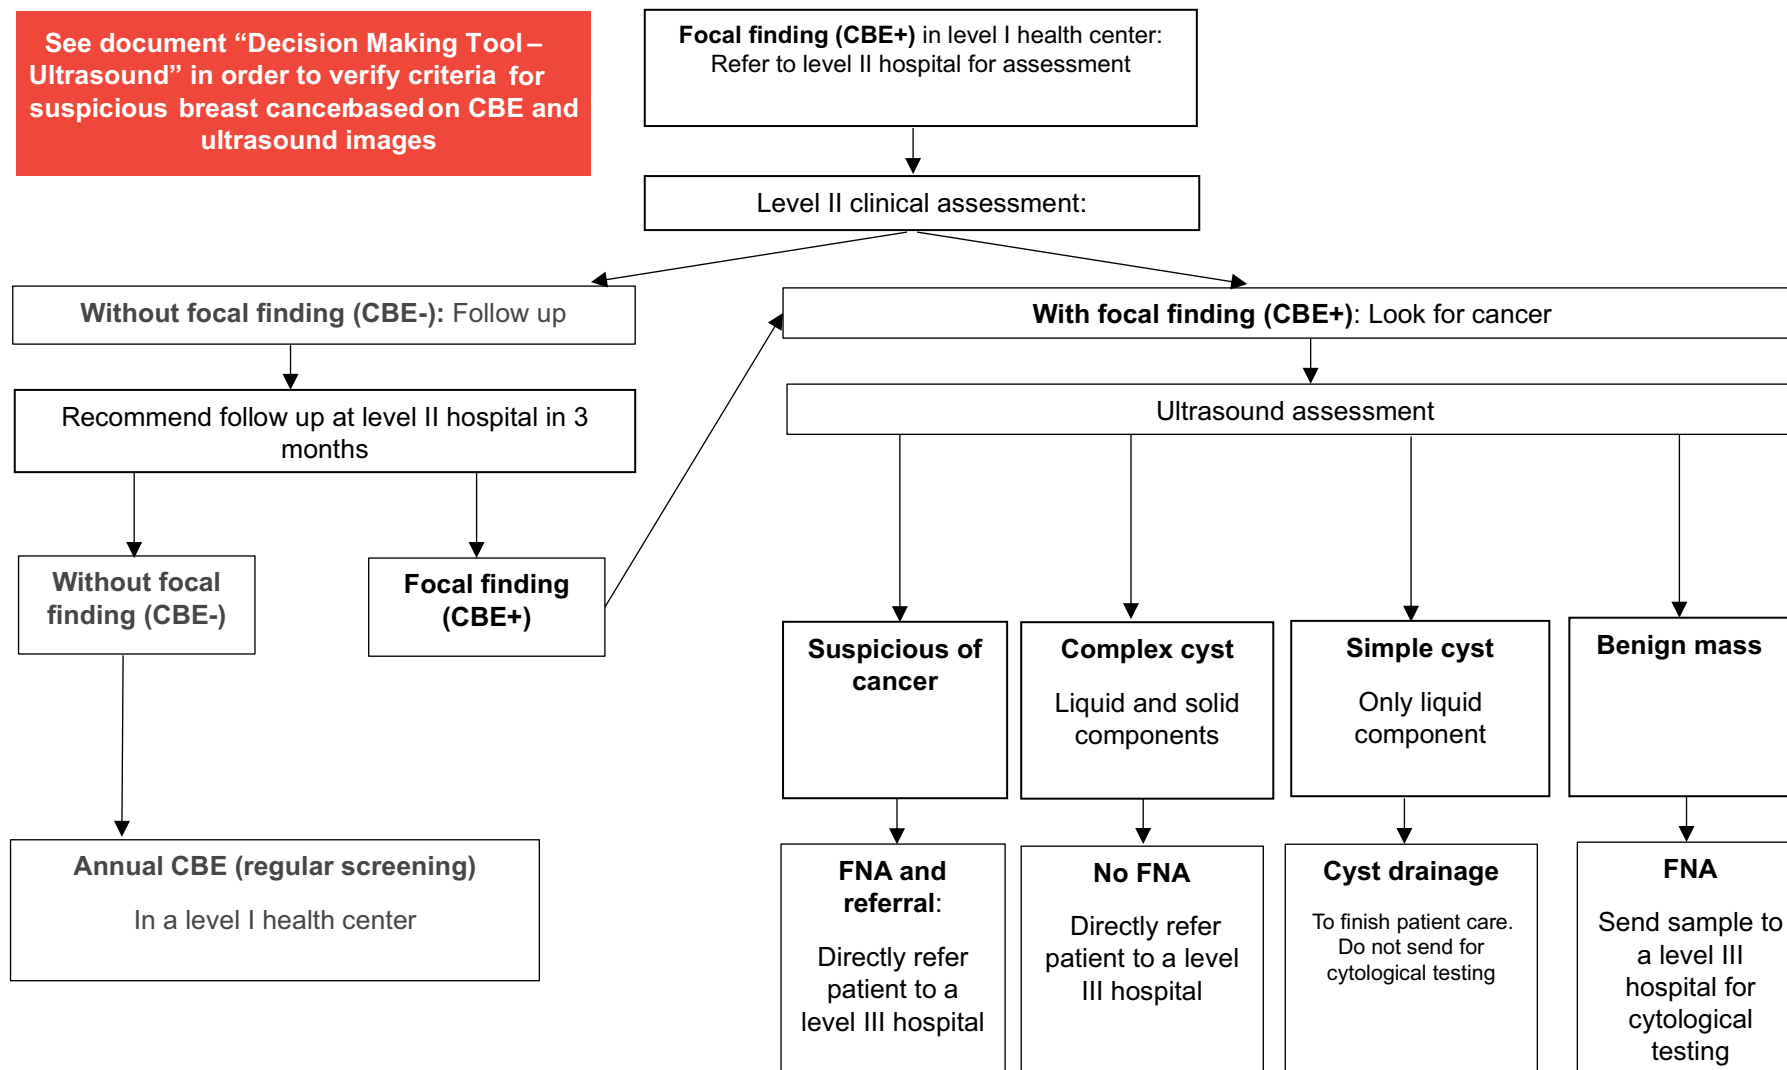 See document “Decision Making Tool –
Ultrasound” in order to verify criteria for
suspicious breast cancerbased on CBE and
ultrasound images
Focal finding (CBE+) in level I health center:
Refer to level II hospital for assessment
Level II clinical assessment:
Without focal finding (CBE-): Follow up
With focal finding (CBE+): Look for cancer
Recommend follow up at level II hospital in 3
months
Ultrasound assessment
Without focal
finding (CBE-)
Focal finding
(CBE+)
Suspicious of
cancer
Complex cyst
Liquid and solid
components
Simple cyst
Only liquid
component
Benign mass
Annual CBE (regular screening)
In a level I health center
FNA and
referral:
Directly refer
patient to a
level III hospital
No FNA
Directly refer
patient to a level
III hospital
Cyst drainage
To finish patient care.
Do not send for
cytological testing
FNA
Send sample to
a level III
hospital for
cytological
testing